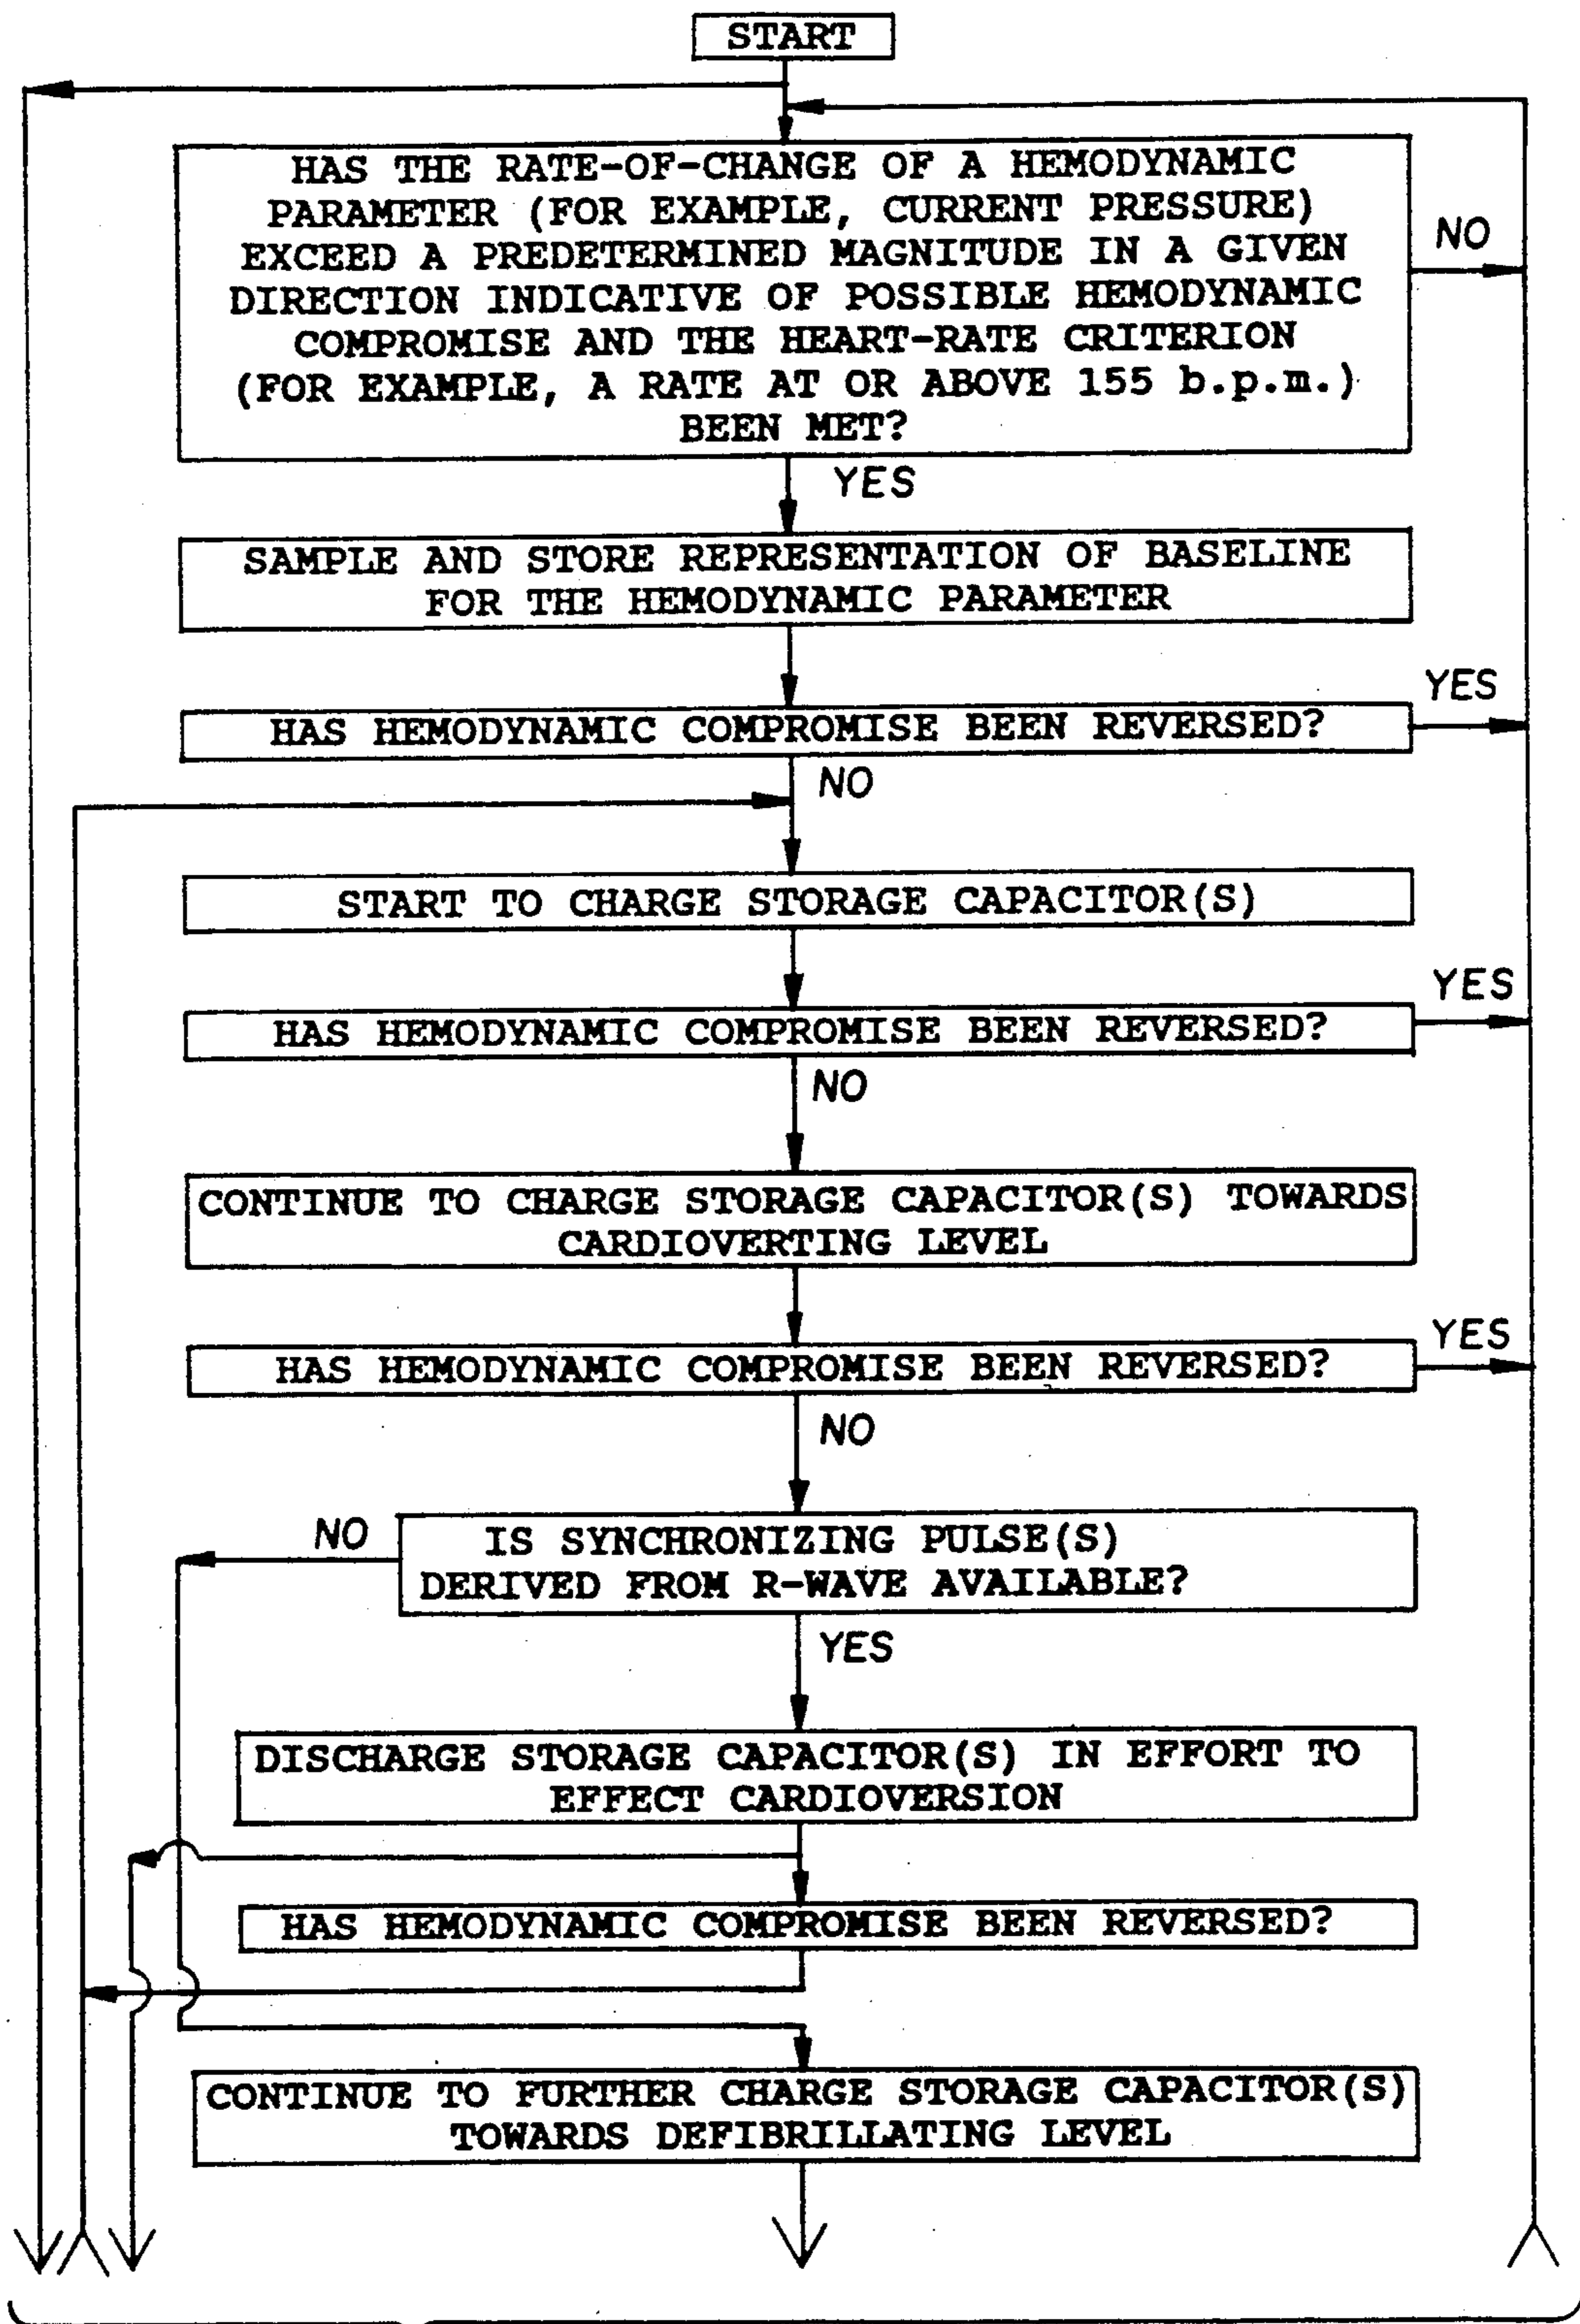 START
HAS THE RATE-OF-CHANGE OF A HEMODYNAMIC
PARAMETER (FOR EXAMPLE, CURRENT PRESSURE)
EXCEED A PREDETERMINED MAGNITUDE IN A GIVEN
DIRECTION INDICATIVE OF POSSIBLE HEMODYNAMIC
COMPROMISE AND THE HEART-RATE CRITERION
(FOR EXAMPLE, A RATE AT OR ABOVE 155 b.p.m.)
BEEN MET?
NO
YES
SAMPLE AND STORE REPRESENTATION OF BASELINE
FOR THE HEMODYNAMIC PARAMETER
HAS HEMODYNAMIC COMPROMISE BEEN REVERSED?
YES
NO
START TO CHARGE STORAGE CAPACITOR(S)
HAS HEMODYNAMIC COMPROMISE BEEN REVERSED?
YES
NO
CONTINUE TO CHARGE STORAGE CAPACITOR(S) TOWARDS
CARDIOVERTING LEVEL
HAS HEMODYNAMIC COMPROMISE BEEN REVERSED?
YES
NO
IS SYNCHRONIZING PULSE(S)
DERIVED FROM R-WAVE AVAILABLE?
NO
YES
DISCHARGE STORAGE CAPACITOR(S) IN EFFORT TO
EFFECT CARDIOVERSION
HAS HEMODYNAMIC COMPROMISE BEEN REVERSED?
CONTINUE TO FURTHER CHARGE STORAGE CAPACITOR(S)
TOWARDS DEFIBRILLATING LEVEL